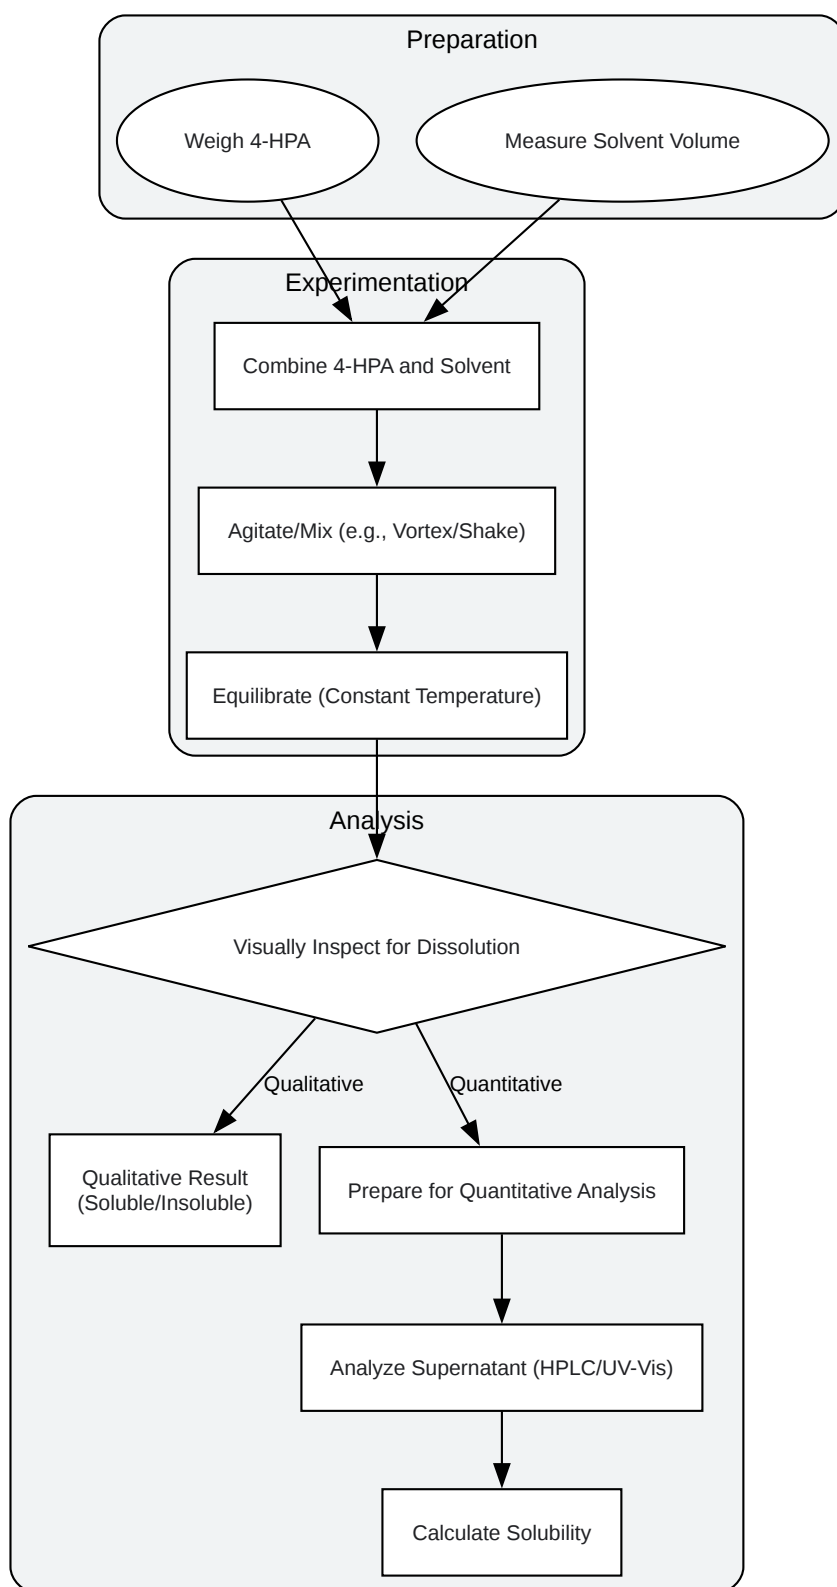 Preparation
Weigh 4-HPA
Measure Solvent Volume
Experimentation
Combine 4-HPA and Solvent
Agitate/Mix (e.g., Vortex/Shake)
Equilibrate (Constant Temperature)
Analysis
Visually Inspect for Dissolution
Qualitative
Quantitative
Qualitative Result
(Soluble/Insoluble)
Prepare for Quantitative Analysis
Analyze Supernatant (HPLC/UV-Vis)
Calculate Solubility